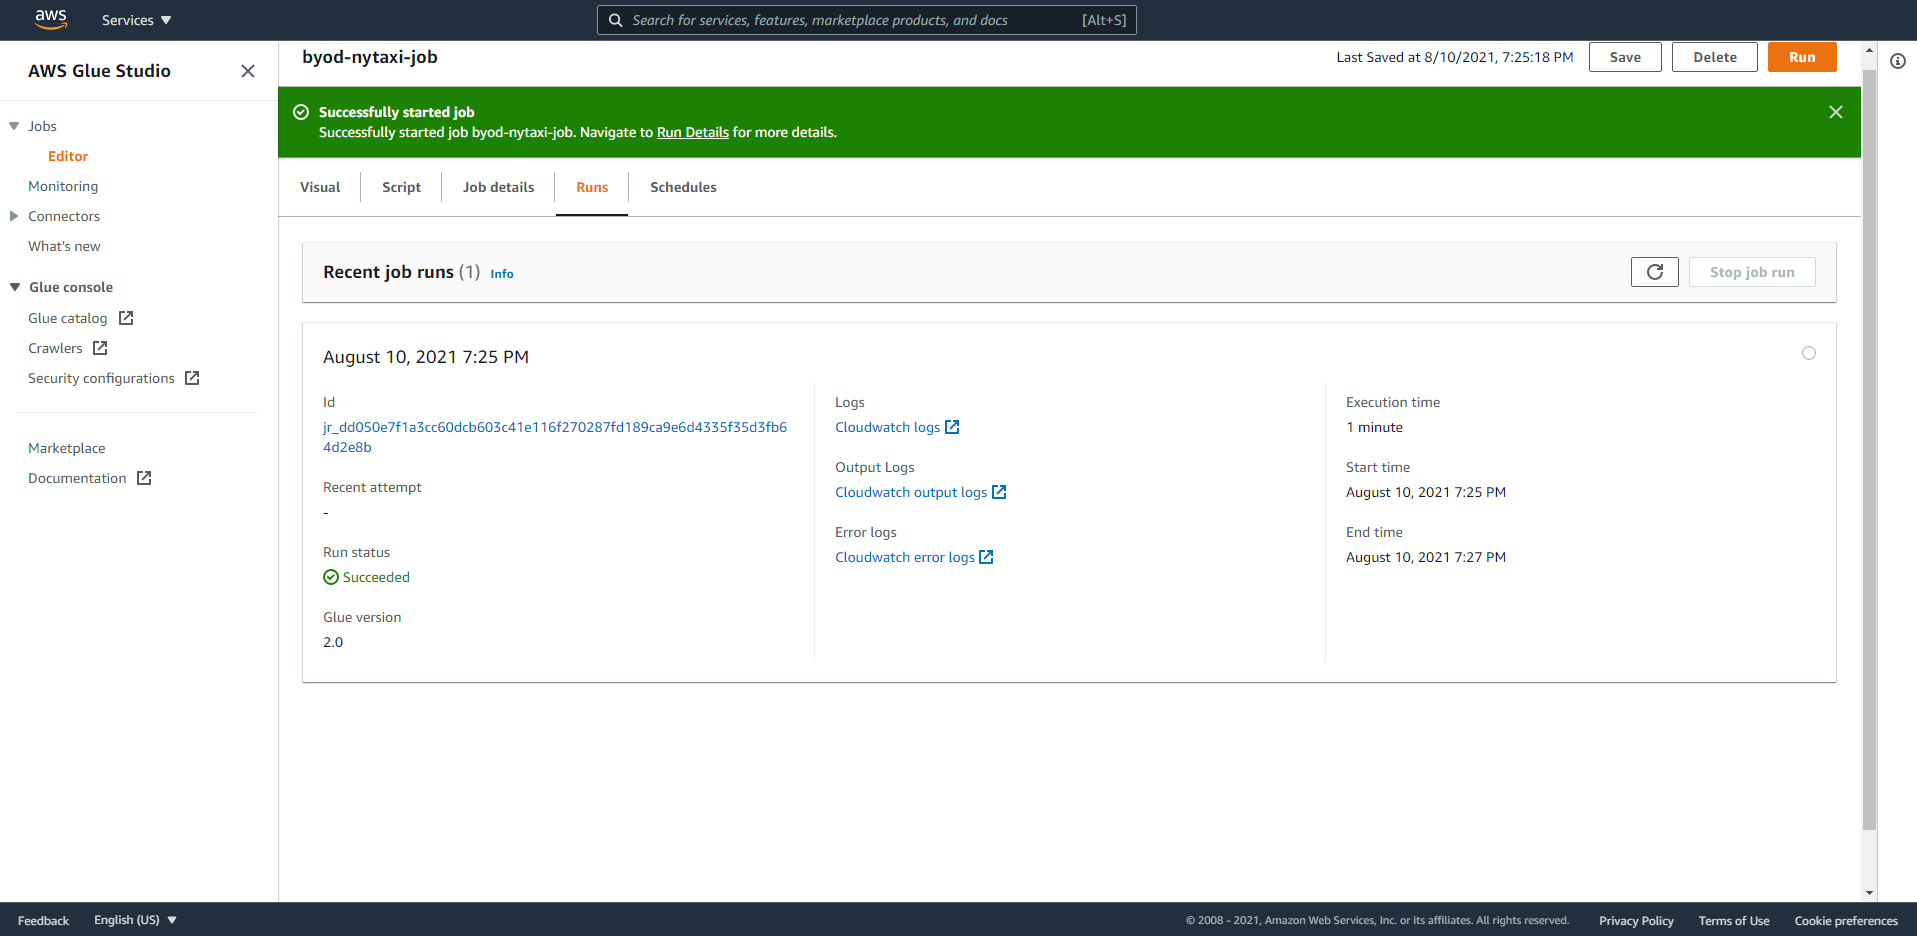 aws
Services
Search for services, features, marketplace products, and docs
[Alt+S]
AWS Glue Studio
Jobs
Editor
Monitoring
Connectors
What's new
Glue console
Glue catalog
Crawlers
Security configurations
Marketplace
Documentation
byod-nytaxi-job
Last Saved at 8/10/2021, 7:25:18 PM
Save
Delete
Run
Successfully started job
Successfully started job byod-nytaxi-job. Navigate to Run Details for more details.
Visual
Script
Job details
Runs
Schedules
Recent job runs (1) Info
Stop job run
August 10, 2021 7:25 PM
Id
jr_dd050e7f1a3cc60dcb603c41e116f270287fd189ca9e6d4335f35d3fb6
4d2e8b
Recent attempt
-
Run status
Succeeded
Glue version
2.0
Logs
Cloudwatch logs
Output Logs
Cloudwatch output logs
Error logs
Cloudwatch error logs
Execution time
1 minute
Start time
August 10, 2021 7:25 PM
End time
August 10, 2021 7:27 PM
Feedback
English (US)
© 2008 - 2021, Amazon Web Services, Inc. or its affiliates. All rights reserved.
Privacy Policy
Terms of Use
Cookie preferences